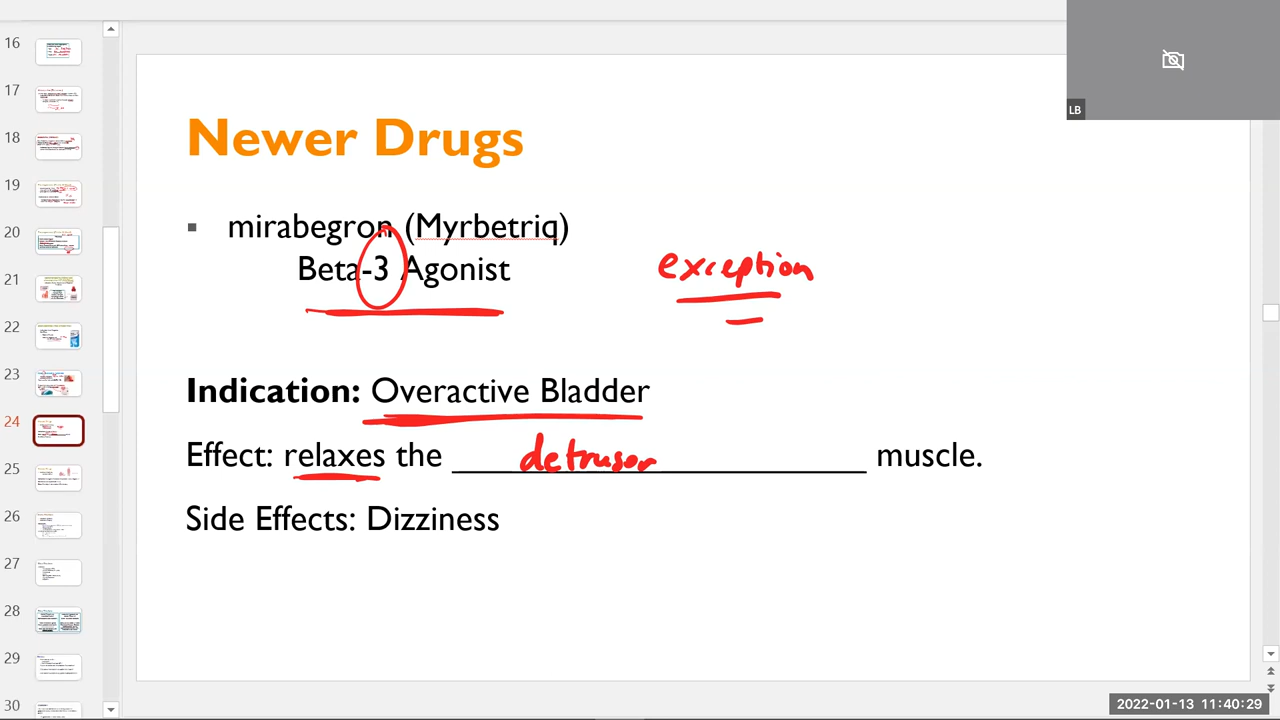 16
17
18
19
20
21
22
23
24
25
26
27
28
29
30
LB
Newer Drugs
▪ mirabegron (Myrbetriq)
Beta-3 Agonist
exception
Indication: Overactive Bladder
Effect: relaxes the detrusor muscle.
Side Effects: Dizziness
2022-01-13 11:40:29